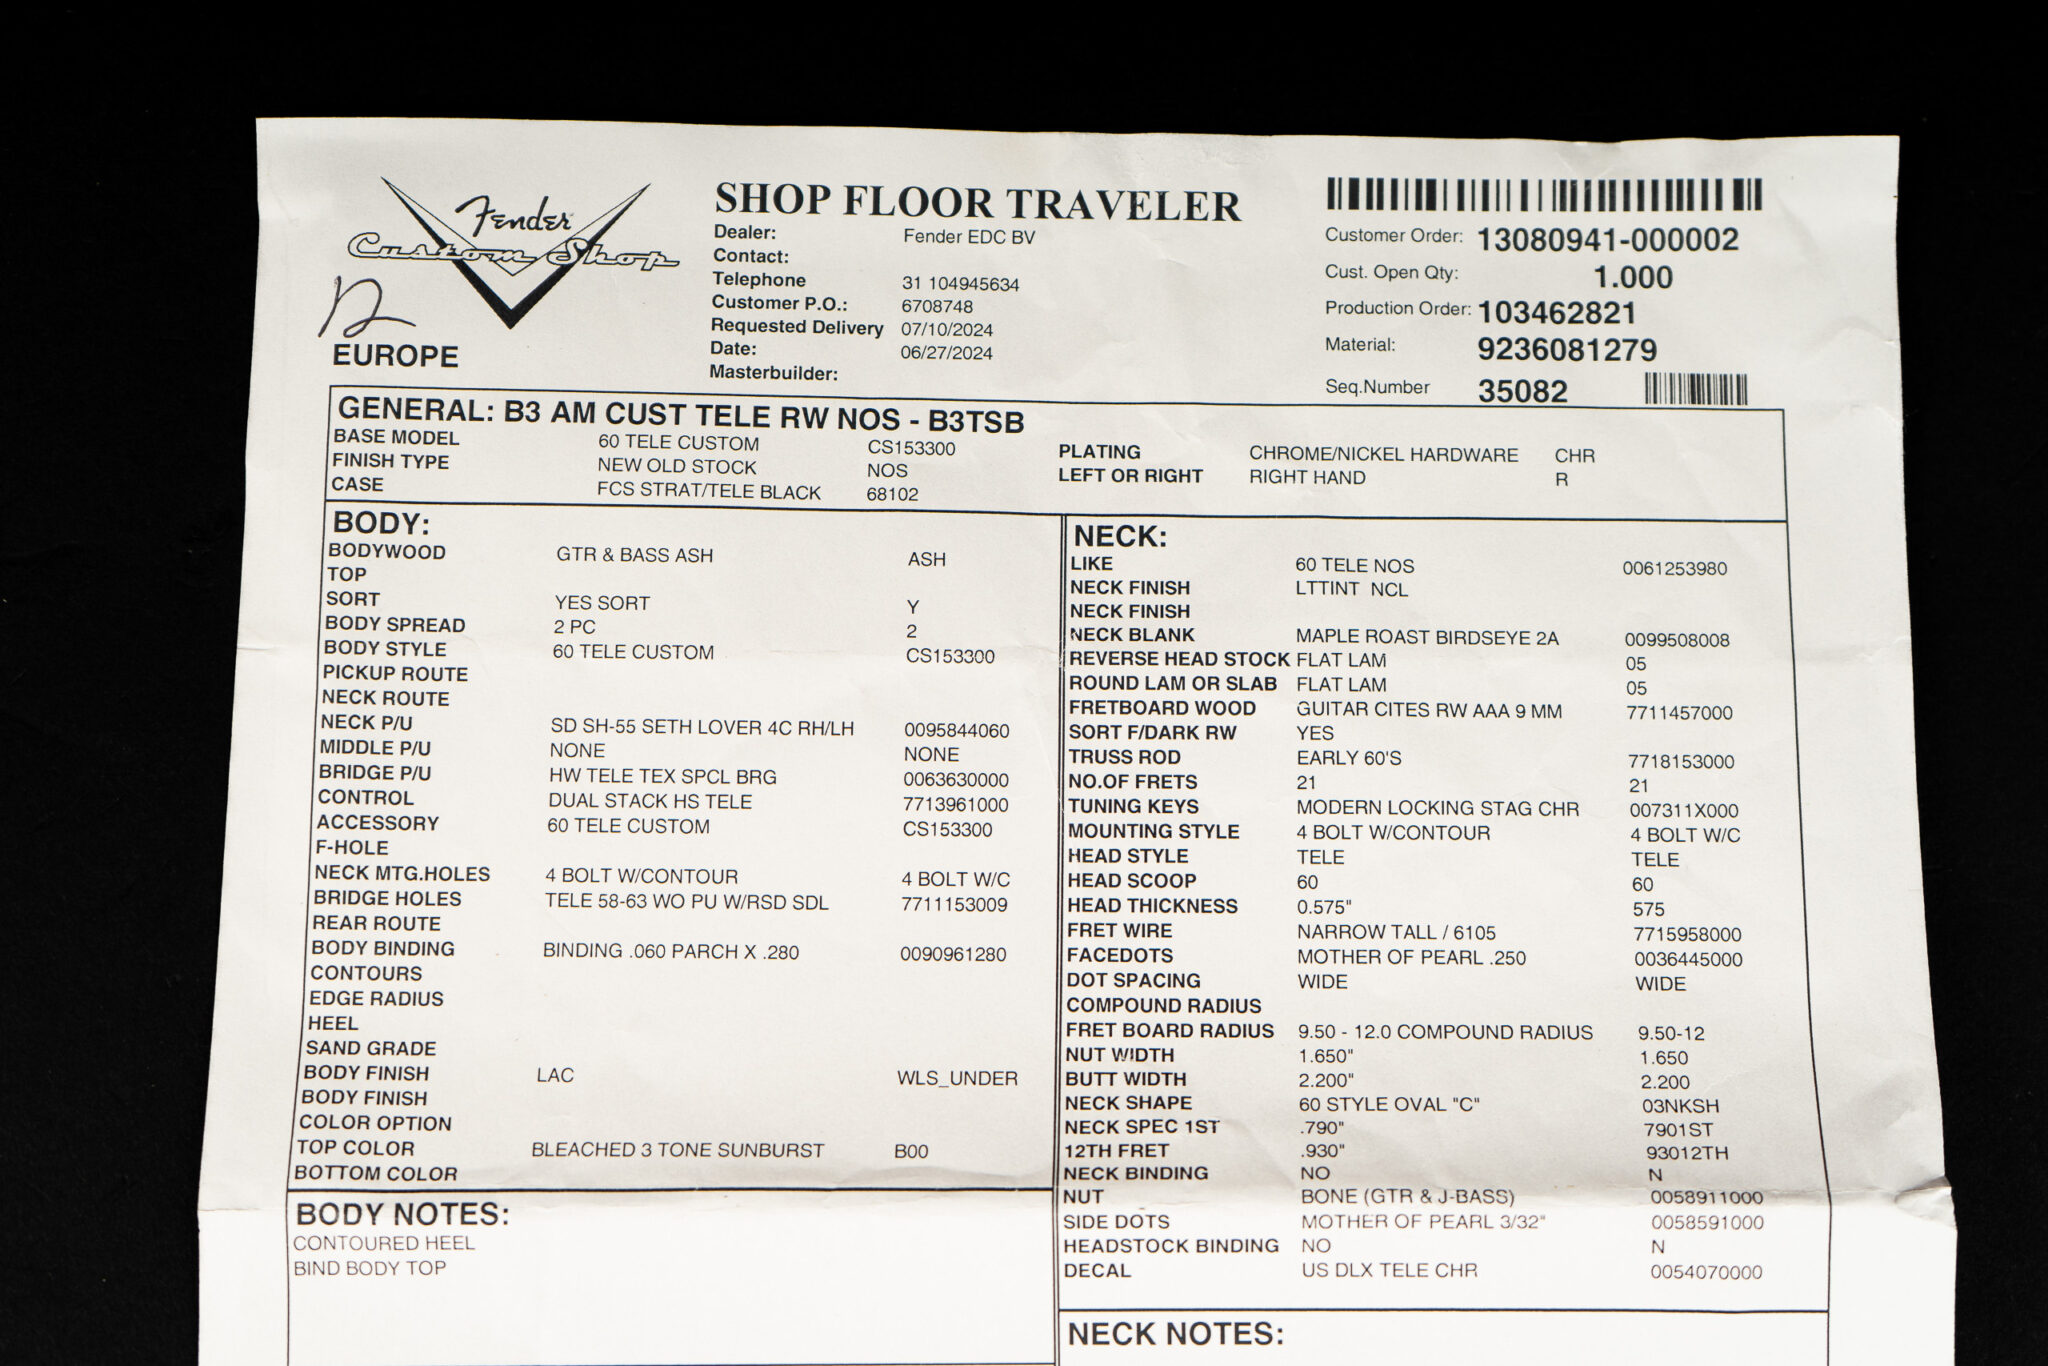 Fender
Custom Shop
EUROPE
SHOP FLOOR TRAVELER
Dealer: Fender EDC BV
Contact:
Telephone 31 104945634
Customer P.O.: 6708748
Requested Delivery 07/10/2024
Date: 06/27/2024
Masterbuilder:
Customer Order: 13080941-000002
Cust. Open Qty: 1.000
Production Order: 103462821
Material: 9236081279
Seq.Number 35082
GENERAL: B3 AM CUST TELE RW NOS - B3TSB
BASE MODEL 60 TELE CUSTOM CS153300
FINISH TYPE NEW OLD STOCK NOS
CASE FCS STRAT/TELE BLACK 68102
PLATING CHROME/NICKEL HARDWARE CHR
LEFT OR RIGHT RIGHT HAND R
BODY:
BODYWOOD GTR & BASS ASH ASH
TOP
SORT YES SORT Y
BODY SPREAD 2 PC 2
BODY STYLE 60 TELE CUSTOM CS153300
PICKUP ROUTE
NECK ROUTE
NECK P/U SD SH-55 SETH LOVER 4C RH/LH 0095844060
MIDDLE P/U NONE NONE
BRIDGE P/U HW TELE TEX SPCL BRG 0063630000
CONTROL DUAL STACK HS TELE 7713961000
ACCESSORY 60 TELE CUSTOM CS153300
F-HOLE
NECK MTG.HOLES 4 BOLT W/CONTOUR 4 BOLT W/C
BRIDGE HOLES TELE 58-63 WO PU W/RSD SDL 7711153009
REAR ROUTE
BODY BINDING BINDING .060 PARCH X .280 0090961280
CONTOURS
EDGE RADIUS
HEEL
SAND GRADE
BODY FINISH LAC WLS_UNDER
BODY FINISH
COLOR OPTION
TOP COLOR BLEACHED 3 TONE SUNBURST B00
BOTTOM COLOR
BODY NOTES:
CONTOURED HEEL
BIND BODY TOP
NECK:
LIKE 60 TELE NOS 0061253980
NECK FINISH LTTINT NCL
NECK FINISH
NECK BLANK MAPLE ROAST BIRDSEYE 2A 0099508008
REVERSE HEAD STOCK FLAT LAM 05
ROUND LAM OR SLAB FLAT LAM 05
FRETBOARD WOOD GUITAR CITES RW AAA 9 MM 7711457000
SORT F/DARK RW YES
TRUSS ROD EARLY 60'S 7718153000
NO.OF FRETS 21 21
TUNING KEYS MODERN LOCKING STAG CHR 007311X000
MOUNTING STYLE 4 BOLT W/CONTOUR 4 BOLT W/C
HEAD STYLE TELE TELE
HEAD SCOOP 60 60
HEAD THICKNESS 0.575" 575
FRET WIRE NARROW TALL / 6105 7715958000
FACEDOTS MOTHER OF PEARL .250 0036445000
DOT SPACING WIDE WIDE
COMPOUND RADIUS
FRET BOARD RADIUS 9.50 - 12.0 COMPOUND RADIUS 9.50-12
NUT WIDTH 1.650" 1.650
BUTT WIDTH 2.200" 2.200
NECK SHAPE 60 STYLE OVAL "C" 03NKSH
NECK SPEC 1ST .790" 7901ST
12TH FRET .930" 93012TH
NECK BINDING NO N
NUT BONE (GTR & J-BASS) 0058911000
SIDE DOTS MOTHER OF PEARL 3/32" 0058591000
HEADSTOCK BINDING NO N
DECAL US DLX TELE CHR 0054070000
NECK NOTES: